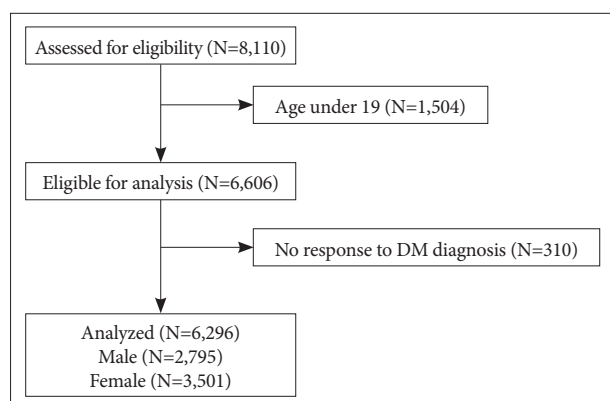 Assessed for eligibility (N=8,110)
Age under 19 (N=1,504)
Eligible for analysis (N=6,606)
No response to DM diagnosis (N=310)
Analyzed (N=6,296)
Male (N=2,795)
Female (N=3,501)